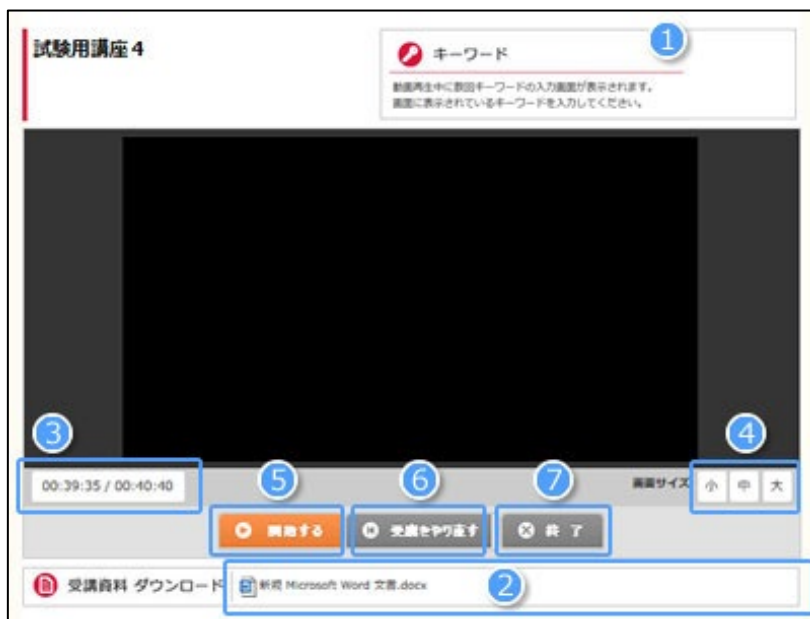 試験用講座4
1
キーワード
動画再生中に数回キーワードの入力画面が表示されます。
画面に表示されているキーワードを入力してください。
3
4
00:39:35 / 00:40:40
5
6
7
画面サイズ 小 中 大
開始する 受講をやり直す 終 了
受講資料 ダウンロード 新規 Microsoft Word 文書.docx
2